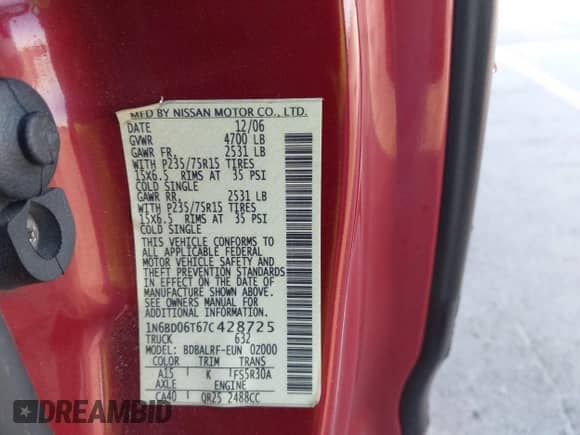 MFD BY NISSAN MOTOR CO., LTD.
DATE 12/06
GVWR 4700 LB
GAWR FR. 2531 LB
WITH P235/75R15 TIRES
15X6.5 RIMS AT 35 PSI
COLD SINGLE
GAWR RR. 2531 LB
WITH P235/75R15 TIRES
15X6.5 RIMS AT 35 PSI
COLD SINGLE
THIS VEHICLE CONFORMS TO
ALL APPLICABLE FEDERAL
MOTOR VEHICLE SAFETY AND
THEFT PREVENTION STANDARDS
IN EFFECT ON THE DATE OF
MANUFACTURE SHOWN ABOVE.
SEE OWNERS MANUAL FOR
ADDITIONAL INFORMATION.
1N6BD06T67C428725
TRUCK 632
MODEL: BDBALRF-EUN 0Z000
COLOR TRIM TRANS
A15 K FS5R30A
AXLE ENGINE
CA40 QR25 2488CC
DREAMBID